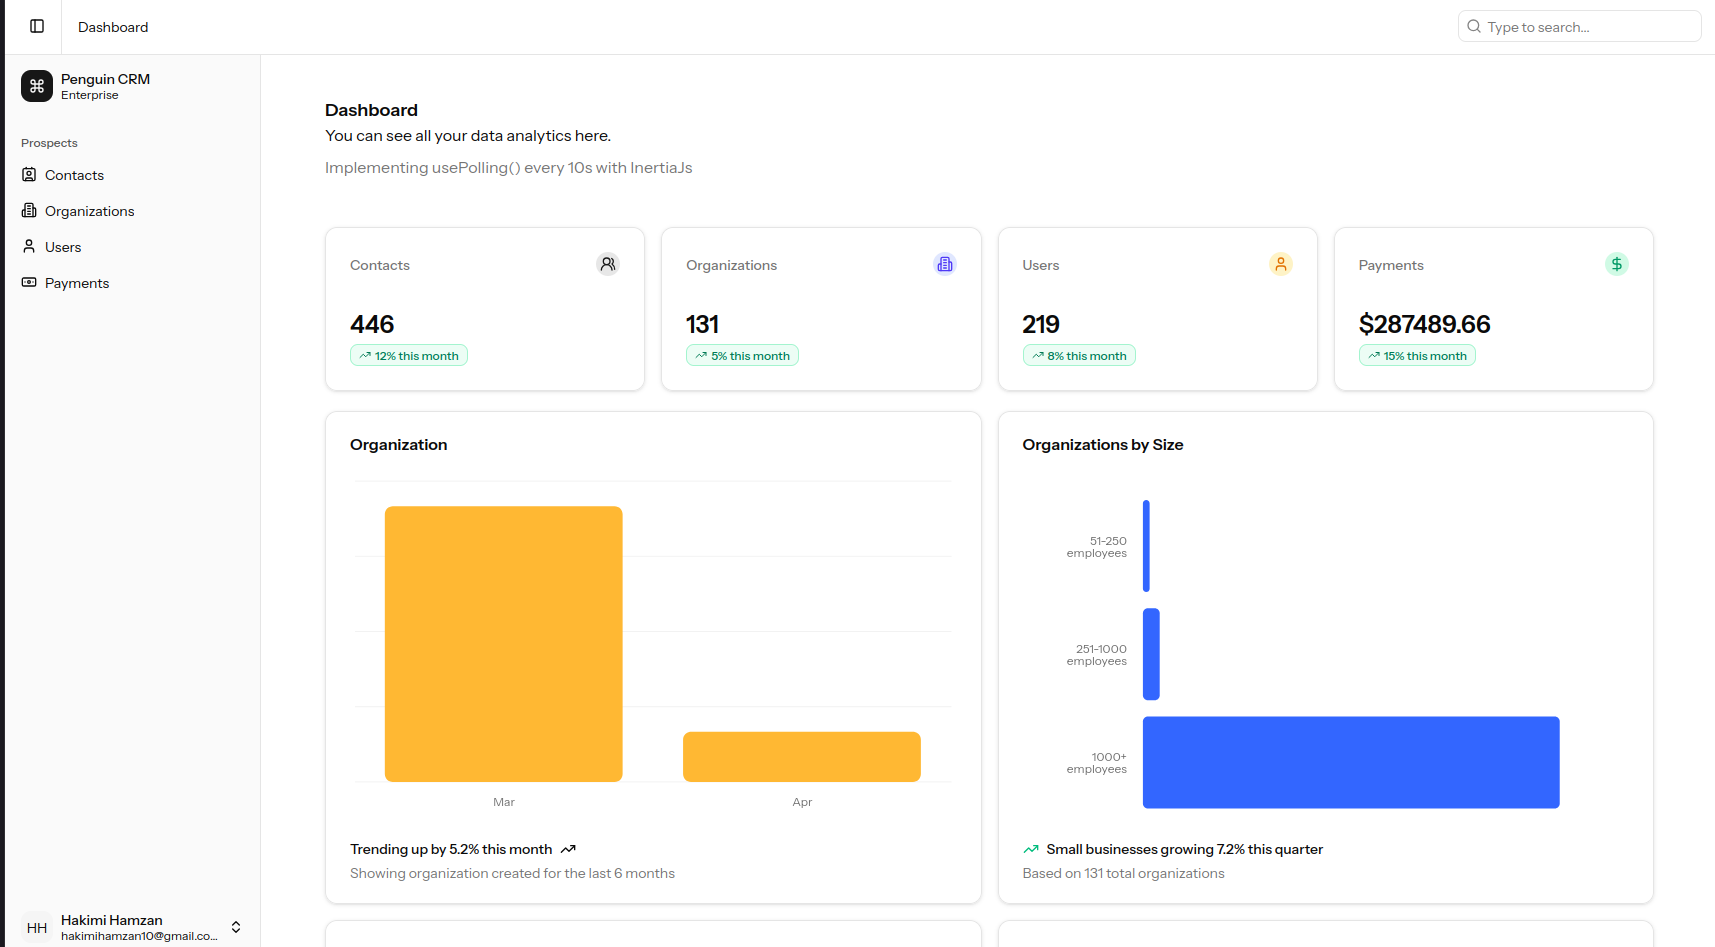 Dashboard
Type to search...
Penguin CRM
Enterprise
Prospects
Contacts
Organizations
Users
Payments
Hakimi Hamzan
HH
hakimihamzan10@gmail.co...
Dashboard
You can see all your data analytics here.
Implementing usePolling() every 10s with InertiaJs
Contacts
446
12% this month
Organizations
131
5% this month
Users
219
8% this month
Payments
$287489.66
15% this month
Organization
Mar
Apr
Trending up by 5.2% this month
Showing organization created for the last 6 months
Organizations by Size
51-250
employees
251-1000
employees
1000+
employees
Small businesses growing 7.2% this quarter
Based on 131 total organizations